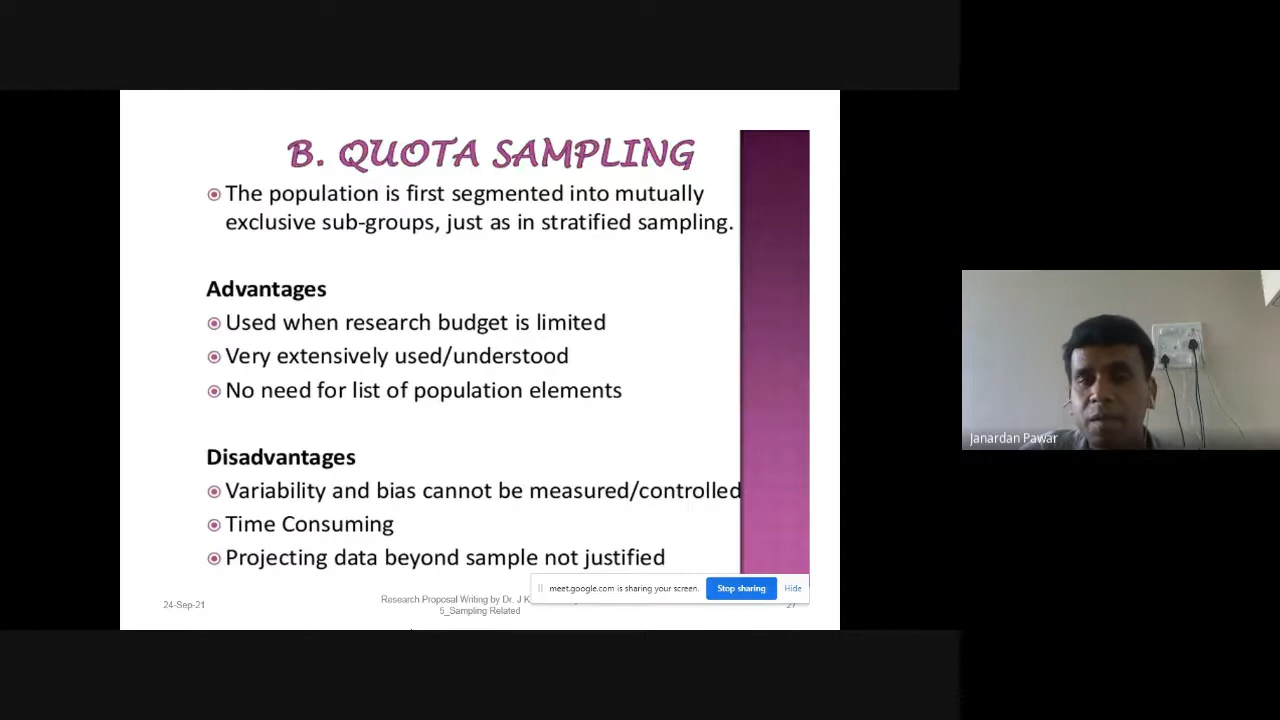 B. QUOTA SAMPLING
The population is first segmented into mutually
exclusive sub-groups, just as in stratified sampling.
Advantages
Used when research budget is limited
Very extensively used/understood
No need for list of population elements
Disadvantages
Variability and bias cannot be measured/controlled
Time Consuming
Projecting data beyond sample not justified
meet.google.com is sharing your screen.
Stop sharing
Hide
24-Sep-21
Research Proposal Writing by Dr. J K
5_Sampling Related
27
Janardan Pawar